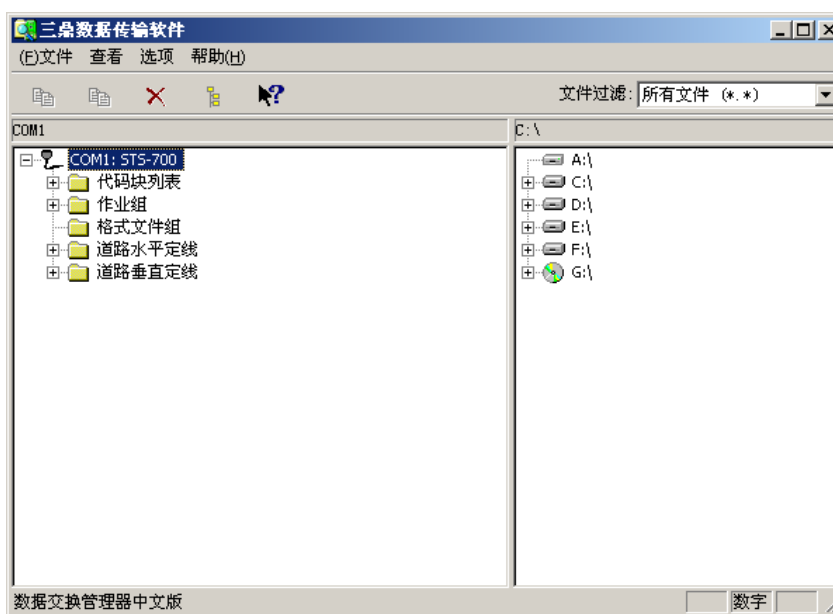 三鼎数据传输软件
(F)文件 查看 选项 帮助(H)
文件过滤: 所有文件 (*.*)
COM1
C:\
COM1: STS-700
代码块列表
作业组
格式文件组
道路水平定线
道路垂直定线
A:\
C:\
D:\
E:\
F:\
G:\
数据交换管理器中文版
数字